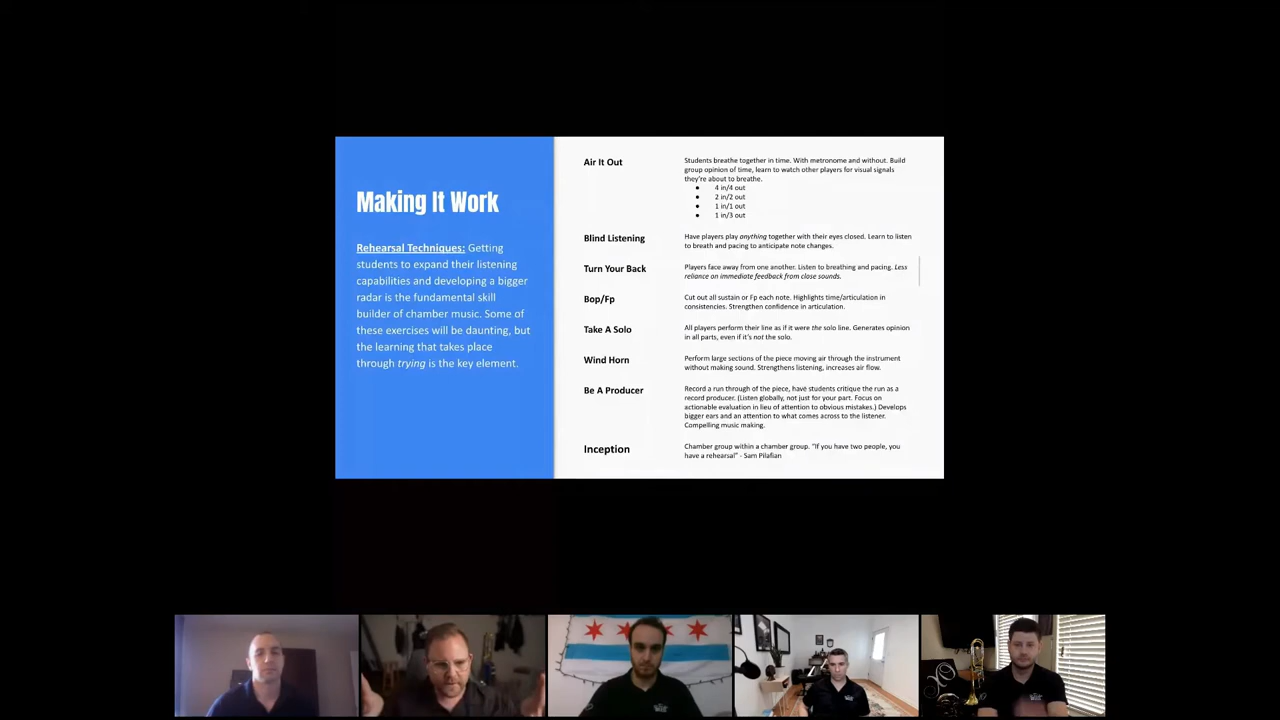 Making It Work
Rehearsal Techniques: Getting
students to expand their listening
capabilities and developing a bigger
radar is the fundamental skill
builder of chamber music. Some of
these exercises will be daunting, but
the learning that takes place
through trying is the key element.
Air It Out
Students breathe together in time. With metronome and without. Build
group opinion of time, learn to watch other players for visual signals
they're about to breathe.
● 4 in/4 out
● 2 in/2 out
● 1 in/1 out
● 1 in/3 out
Blind Listening
Have players play anything together with their eyes closed. Learn to listen
to breath and pacing to anticipate note changes.
Turn Your Back
Players face away from one another. Listen to breathing and pacing. Less
reliance on immediate feedback from close sounds.
Bop/Fp
Cut out all sustain or Fp each note. Highlights time/articulation in
consistencies. Strengthen confidence in articulation.
Take A Solo
All players perform their line as if it were the solo line. Generates opinion
in all parts, even if it's not the solo.
Wind Horn
Perform large sections of the piece moving air through the instrument
without making sound. Strengthens listening, increases air flow.
Be A Producer
Record a run through of the piece, have students critique the run as a
record producer. (Listen globally, not just for your part. Focus on
actionable evaluation in lieu of attention to obvious mistakes.) Develops
bigger ears and an attention to what comes across to the listener.
Compelling music making.
Inception
Chamber group within a chamber group. "If you have two people, you
have a rehearsal" - Sam Pilafian